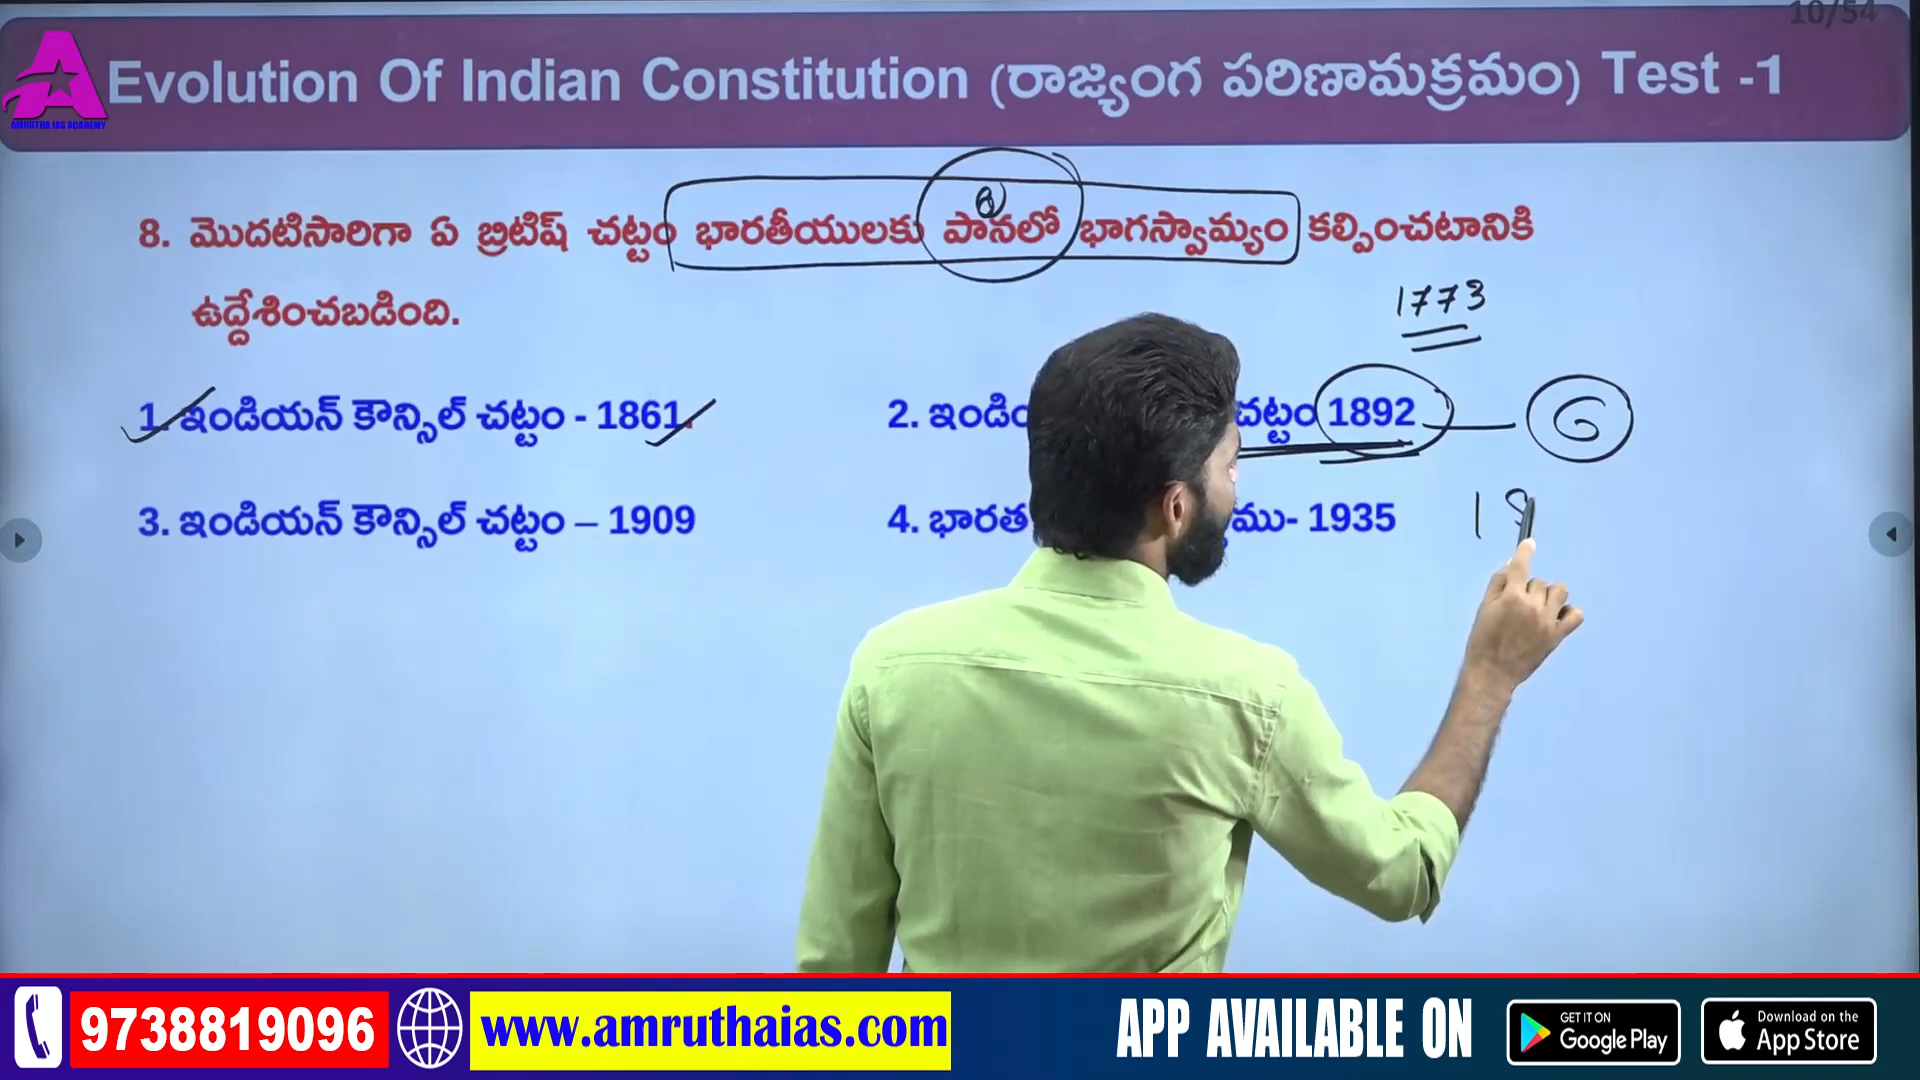 10/54
Evolution Of Indian Constitution (రాజ్యంగ పరిణామక్రమం) Test -1
A
AMRUTHA IAS ACADEMY
8. మొదటిసారిగా ఏ బ్రిటిష్ చట్టం భారతీయులకు పానలో భాగస్వామ్యం కల్పించటానికి
ఉద్దేశించబడింది.
1773
1. ఇండియన్ కౌన్సిల్ చట్టం - 1861.
2. చట్టం 1892
3. ఇండియన్ కౌన్సిల్ చట్టం – 1909
4. భారత - 1935
9738819096
www.amruthaias.com
APP AVAILABLE ON
GET IT ON
Google Play
Download on the
App Store